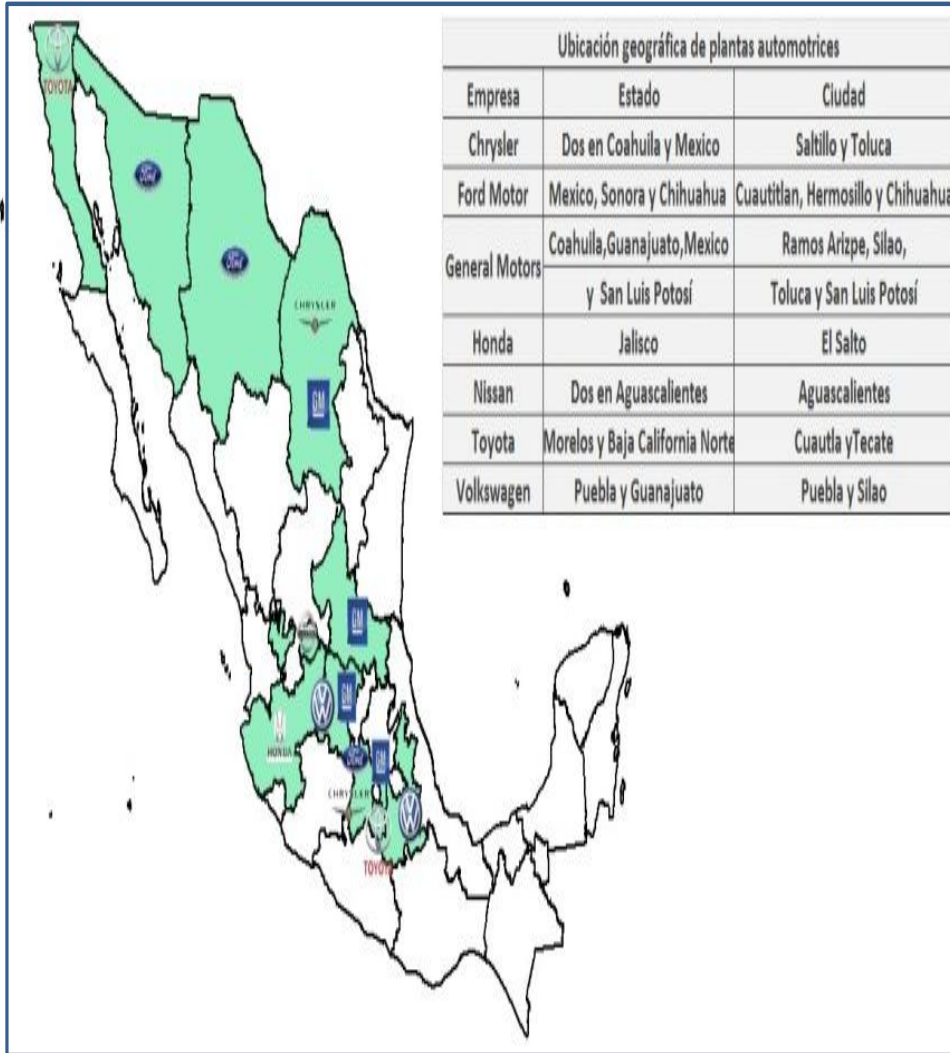 Ubicación geográfica de plantas automotrices
Empresa Estado Ciudad
Chrysler Dos en Coahuila y Mexico Saltillo y Toluca
Ford Motor Mexico, Sonora y Chihuahua Cuautitlan, Hermosillo y Chihuahua
General Motors Coahuila,Guanajuato,Mexico Ramos Arizpe, Silao,
y San Luis Potosí Toluca y San Luis Potosí
Honda Jalisco El Salto
Nissan Dos en Aguascalientes Aguascalientes
Toyota Morelos y Baja California Norte Cuautla yTecate
Volkswagen Puebla y Guanajuato Puebla y Silao
TOYOTA
Ford
Ford
CHRYSLER
GM
GM
GM
HONDA
Ford
GM
CHRYSLER
TOYOTA